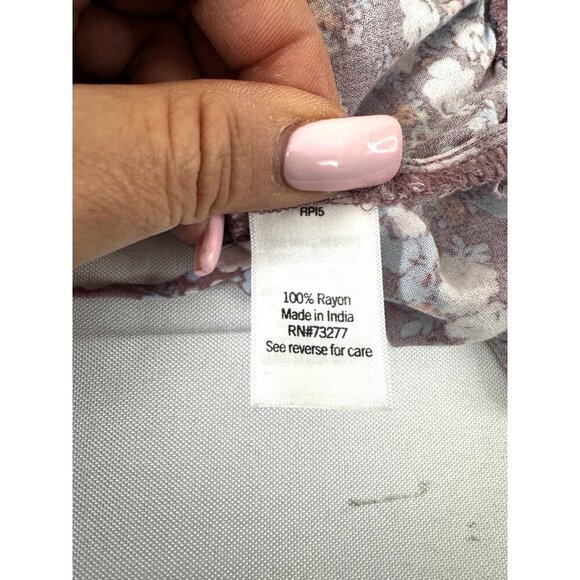 RPI5
100% Rayon
Made in India
RN#73277
See reverse for care